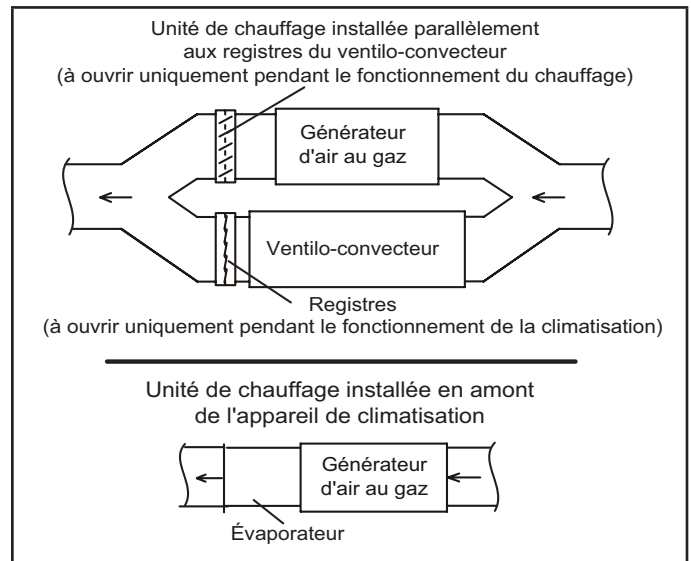 Unité de chauffage installée parallèlement
aux registres du ventilo-convecteur
(à ouvrir uniquement pendant le fonctionnement du chauffage)
Générateur
d'air au gaz
Ventilo-convecteur
Registres
(à ouvrir uniquement pendant le fonctionnement de la climatisation)
Unité de chauffage installée en amont
de l'appareil de climatisation
Générateur
d'air au gaz
Évaporateur